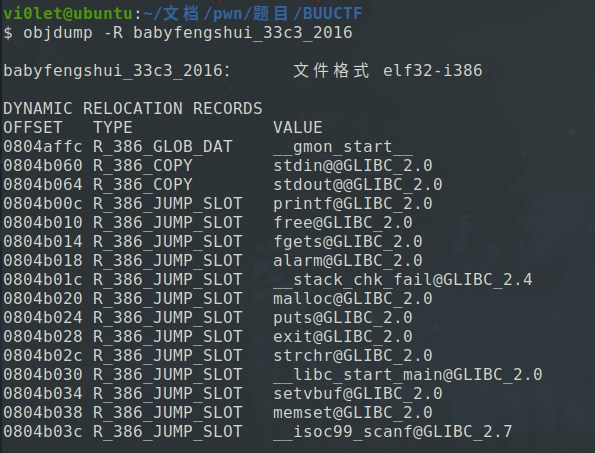 vi0let@ubuntu:~/文档/pwn/题目/BUUCTF
$ objdump -R babyfengshui_33c3_2016
babyfengshui_33c3_2016：     文件格式 elf32-i386
DYNAMIC RELOCATION RECORDS
OFFSET   TYPE              VALUE
0804affc R_386_GLOB_DAT    __gmon_start__
0804b060 R_386_COPY        stdin@@GLIBC_2.0
0804b064 R_386_COPY        stdout@@GLIBC_2.0
0804b00c R_386_JUMP_SLOT   printf@GLIBC_2.0
0804b010 R_386_JUMP_SLOT   free@GLIBC_2.0
0804b014 R_386_JUMP_SLOT   fgets@GLIBC_2.0
0804b018 R_386_JUMP_SLOT   alarm@GLIBC_2.0
0804b01c R_386_JUMP_SLOT   __stack_chk_fail@GLIBC_2.4
0804b020 R_386_JUMP_SLOT   malloc@GLIBC_2.0
0804b024 R_386_JUMP_SLOT   puts@GLIBC_2.0
0804b028 R_386_JUMP_SLOT   exit@GLIBC_2.0
0804b02c R_386_JUMP_SLOT   strchr@GLIBC_2.0
0804b030 R_386_JUMP_SLOT   __libc_start_main@GLIBC_2.0
0804b034 R_386_JUMP_SLOT   setvbuf@GLIBC_2.0
0804b038 R_386_JUMP_SLOT   memset@GLIBC_2.0
0804b03c R_386_JUMP_SLOT   __isoc99_scanf@GLIBC_2.7